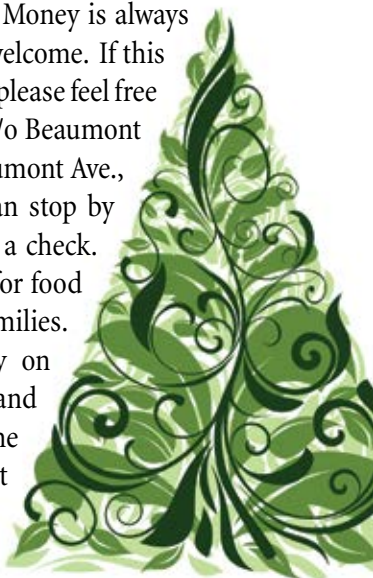 Money is always
welcome. If this
please feel free
/o Beaumont
umont Ave.,
an stop by
a check.
for food
milies.
y on
and
ne
t